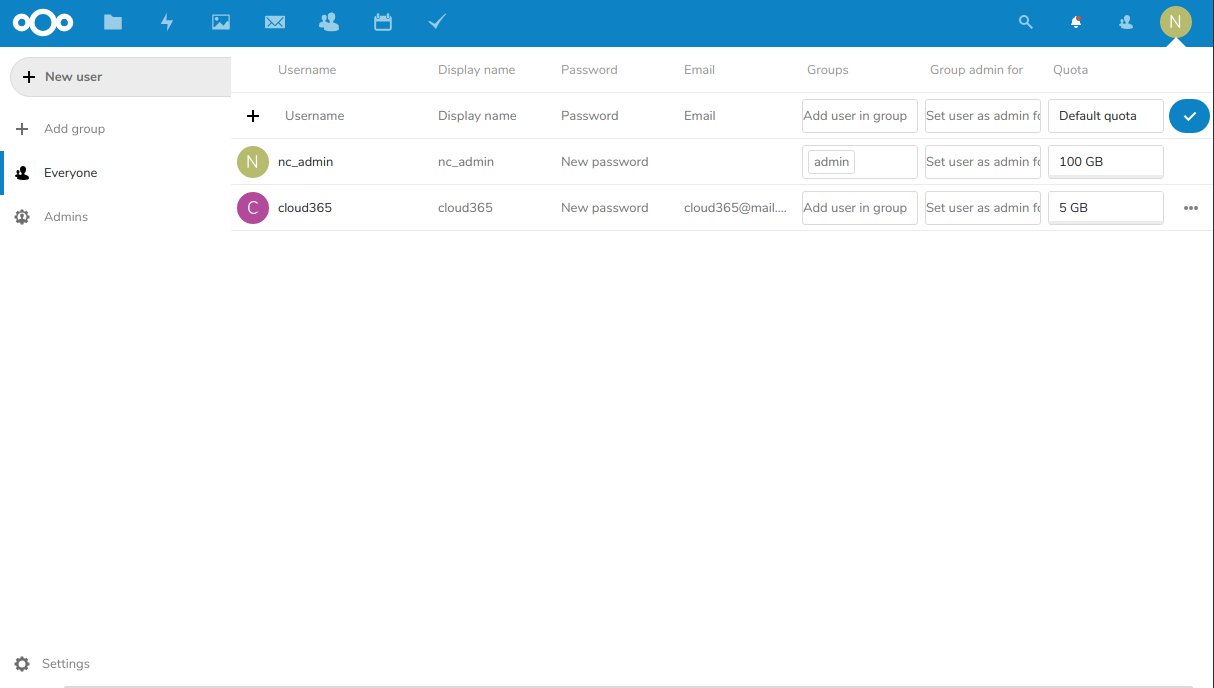 N
New user
Username Display name Password Email Groups Group admin for Quota
Username Display name Password Email Add user in group Set user as admin fo Default quota
Add group
N nc_admin nc_admin New password admin Set user as admin fo 100 GB
Everyone
C cloud365 cloud365 New password cloud365@mail.... Add user in group Set user as admin fo 5 GB
Admins
Settings